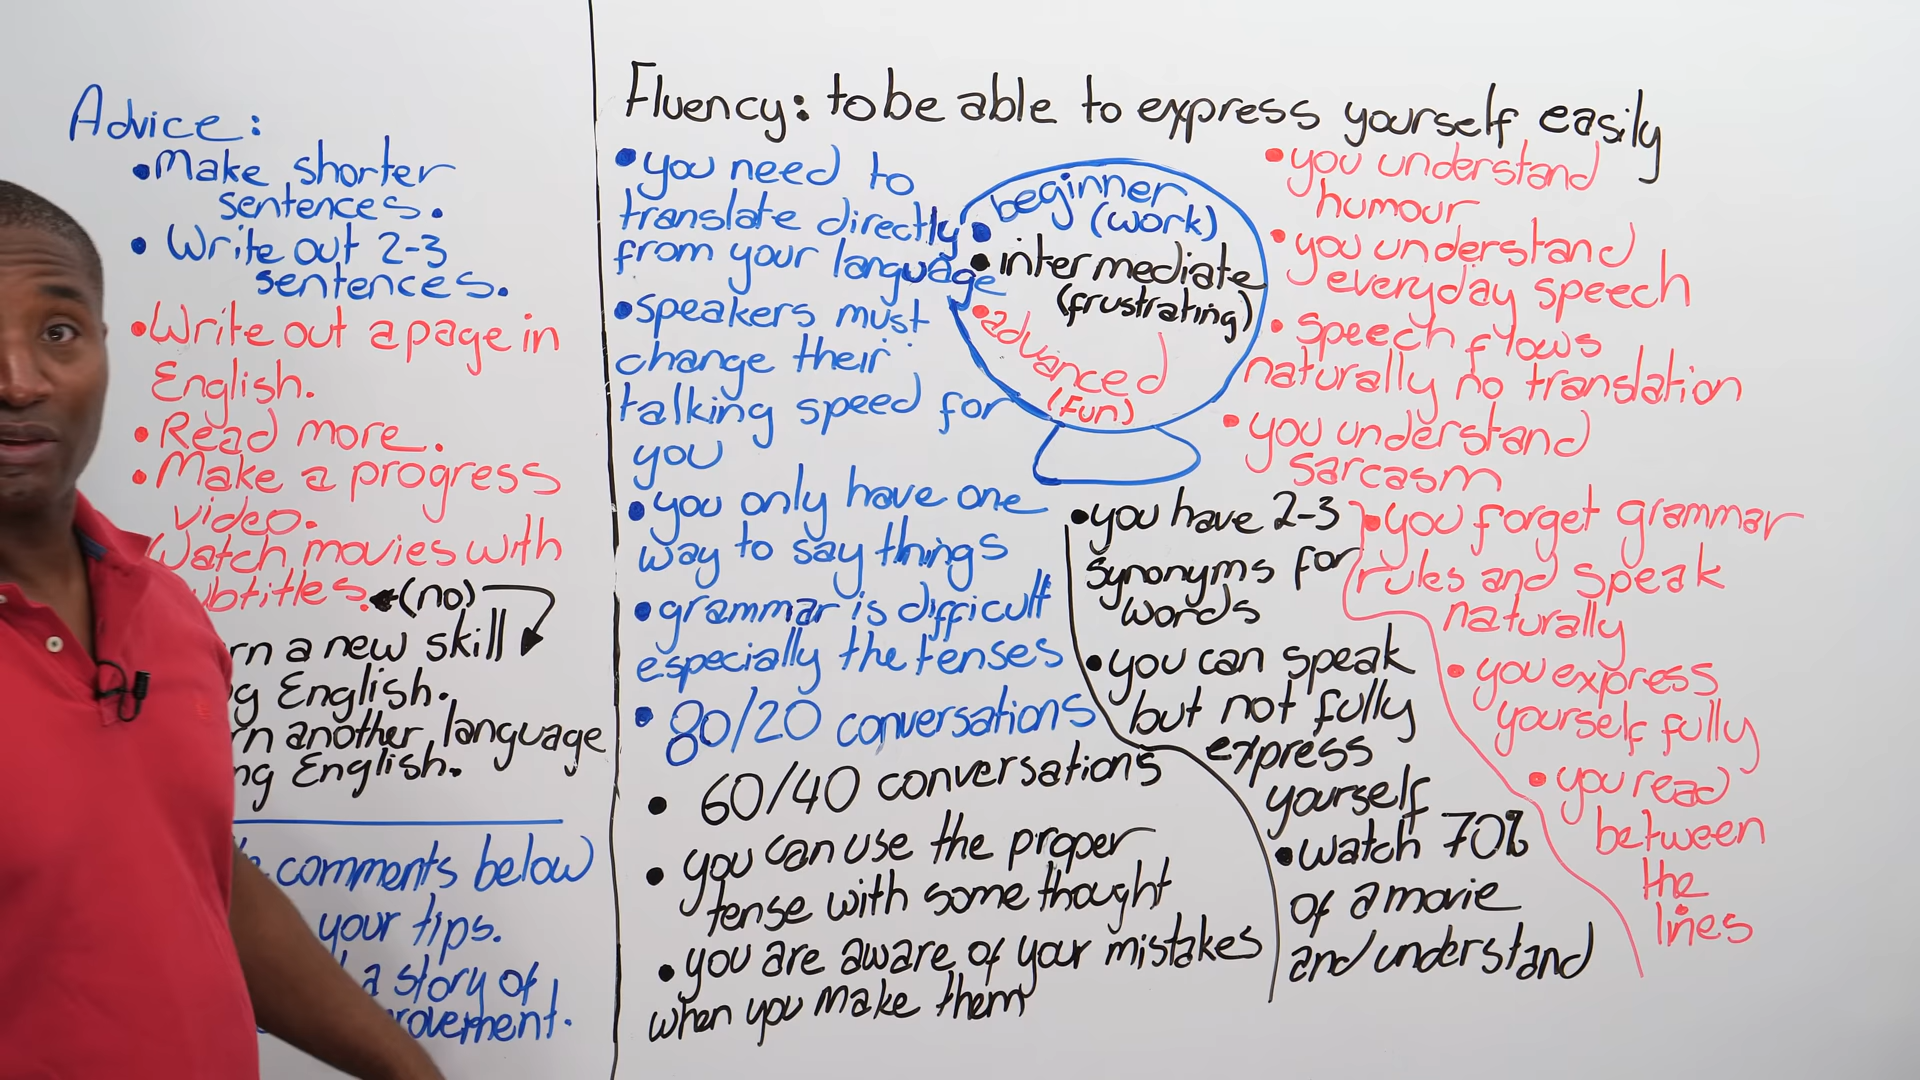 Advice:
•Make shorter
sentences.
• Write out 2-3
sentences.
•Write out a page in
English.
•Read more.
•Make a progress
video.
Watch movies with
(no)
a new skill
English.
another language
English.
comments below
your tips.
a story of
Fluency: to be able to express yourself easily
•you need to
translate directly
from your language
•speakers must
change their
talking speed for
you
•you only have one
way to say things
•grammar is difficult
especially the tenses
• 80/20 conversations
• 60/40 conversations
• you can use the proper
tense with some thought
•you are aware of your mistakes
when you make them
• beginner
(work)
•intermediate
(frustrating)
•advanced
(fun)
•you have 2-3
synonyms for
words
•you can speak
but not fully
express
yourself
•watch 70%
of a movie
and understand
•you understand
humour
•you understand
everyday speech
• speech flows
naturally no translation
•you understand
sarcasm
•you forget grammar
rules and speak
naturally
•you express
yourself fully
•you read
between
the
lines